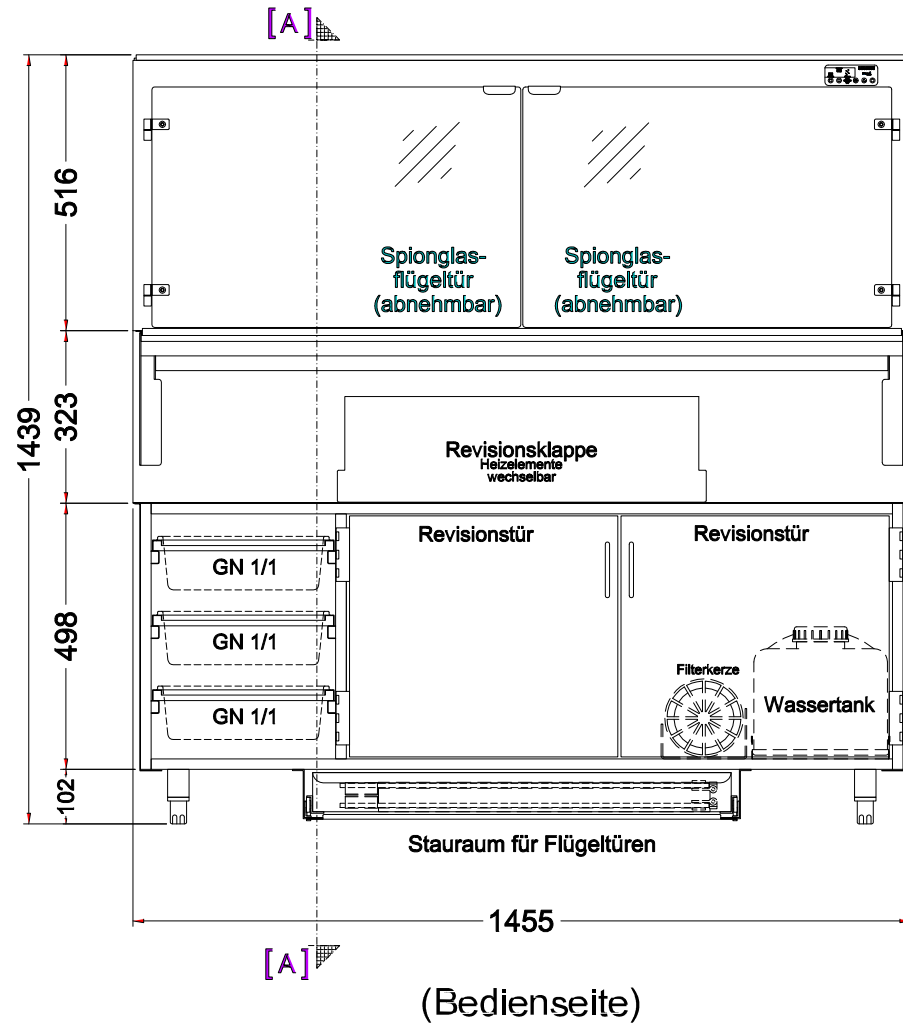 [A]
516
Spionglas-
flügeltür
(abnehmbar)
Spionglas-
flügeltür
(abnehmbar)
1439
323
Revisionsklappe
Heizelemente
wechselbar
498
Revisionstür
Revisionstür
GN 1/1
GN 1/1
GN 1/1
Filterkerze
Wassertank
102
Stauraum für Flügeltüren
1455
[A]
(Bedienseite)